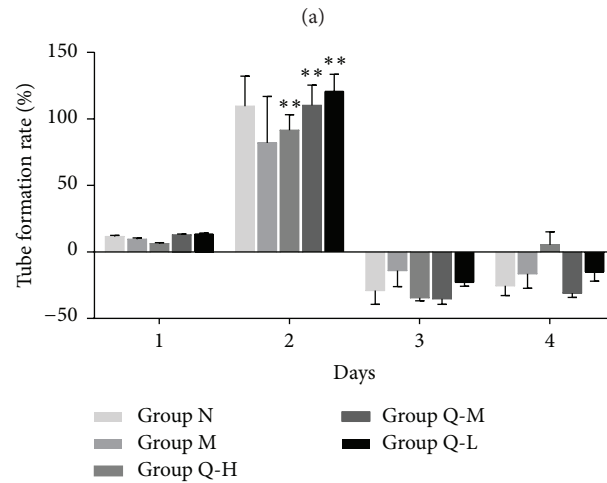 (a)
150
100
50
0
−50
Tube formation rate (%)
** ** **
1 2 3 4
Days
Group N
Group M
Group Q-H
Group Q-M
Group Q-L